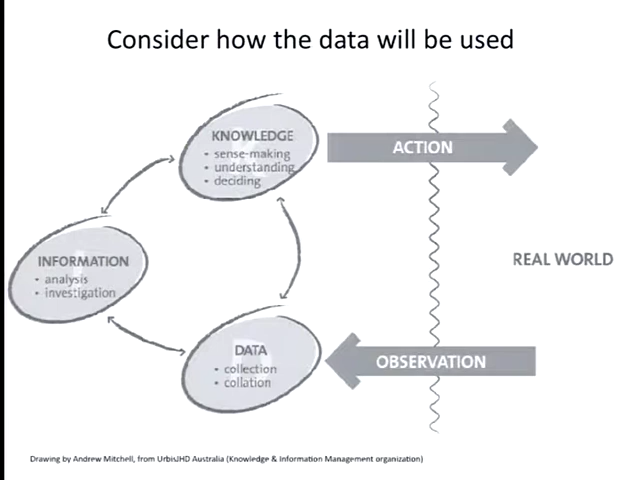 Consider how the data will be used
KNOWLEDGE
• sense-making
• understanding
• deciding
ACTION
INFORMATION
• analysis
• investigation
REAL WORLD
DATA
• collection
• collation
OBSERVATION
Drawing by Andrew Mitchell, from UrbisJHD Australia (Knowledge & Information Management organization)